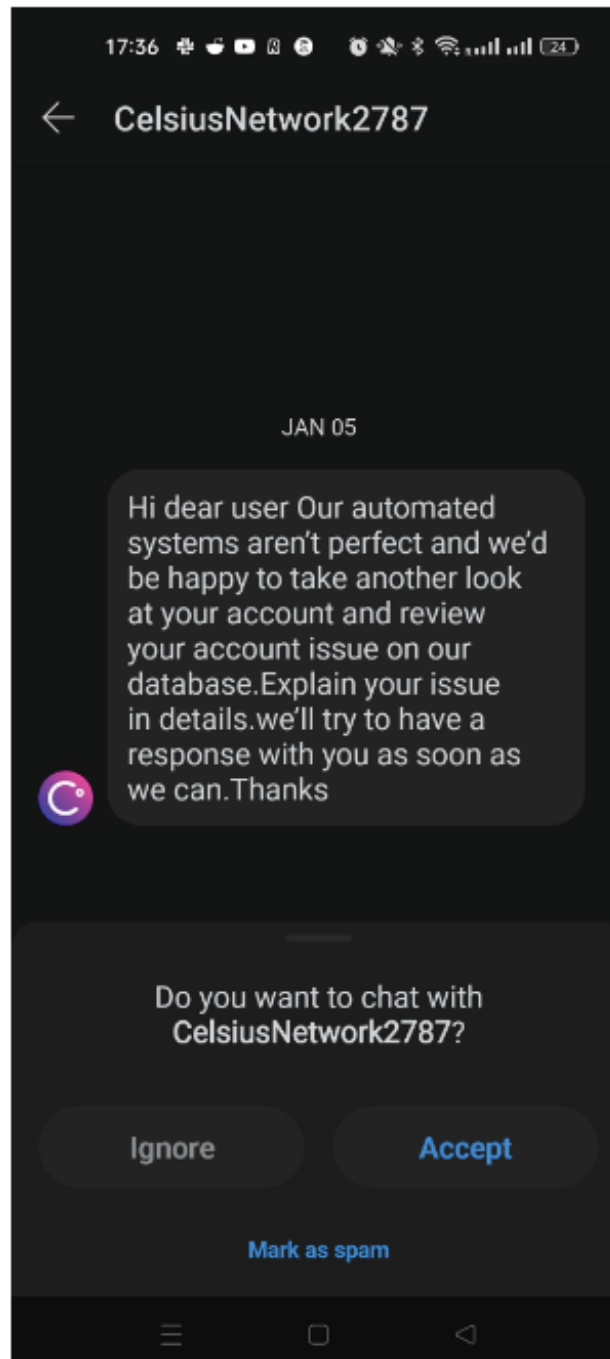 17:36
24
CelsiusNetwork2787
JAN 05
Hi dear user Our automated
systems aren't perfect and we'd
be happy to take another look
at your account and review
your account issue on our
database.Explain your issue
in details.we'll try to have a
response with you as soon as
we can.Thanks
Do you want to chat with
CelsiusNetwork2787?
Ignore
Accept
Mark as spam